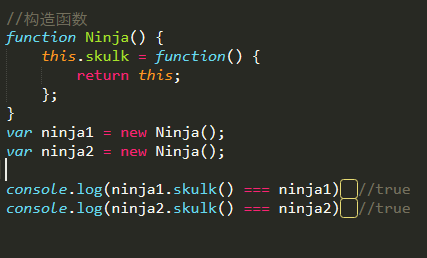 //构造函数
function Ninja() {
    this.skulk = function() {
        return this;
    };
}
var ninja1 = new Ninja();
var ninja2 = new Ninja();

console.log(ninja1.skulk() === ninja1) //true
console.log(ninja2.skulk() === ninja2) //true